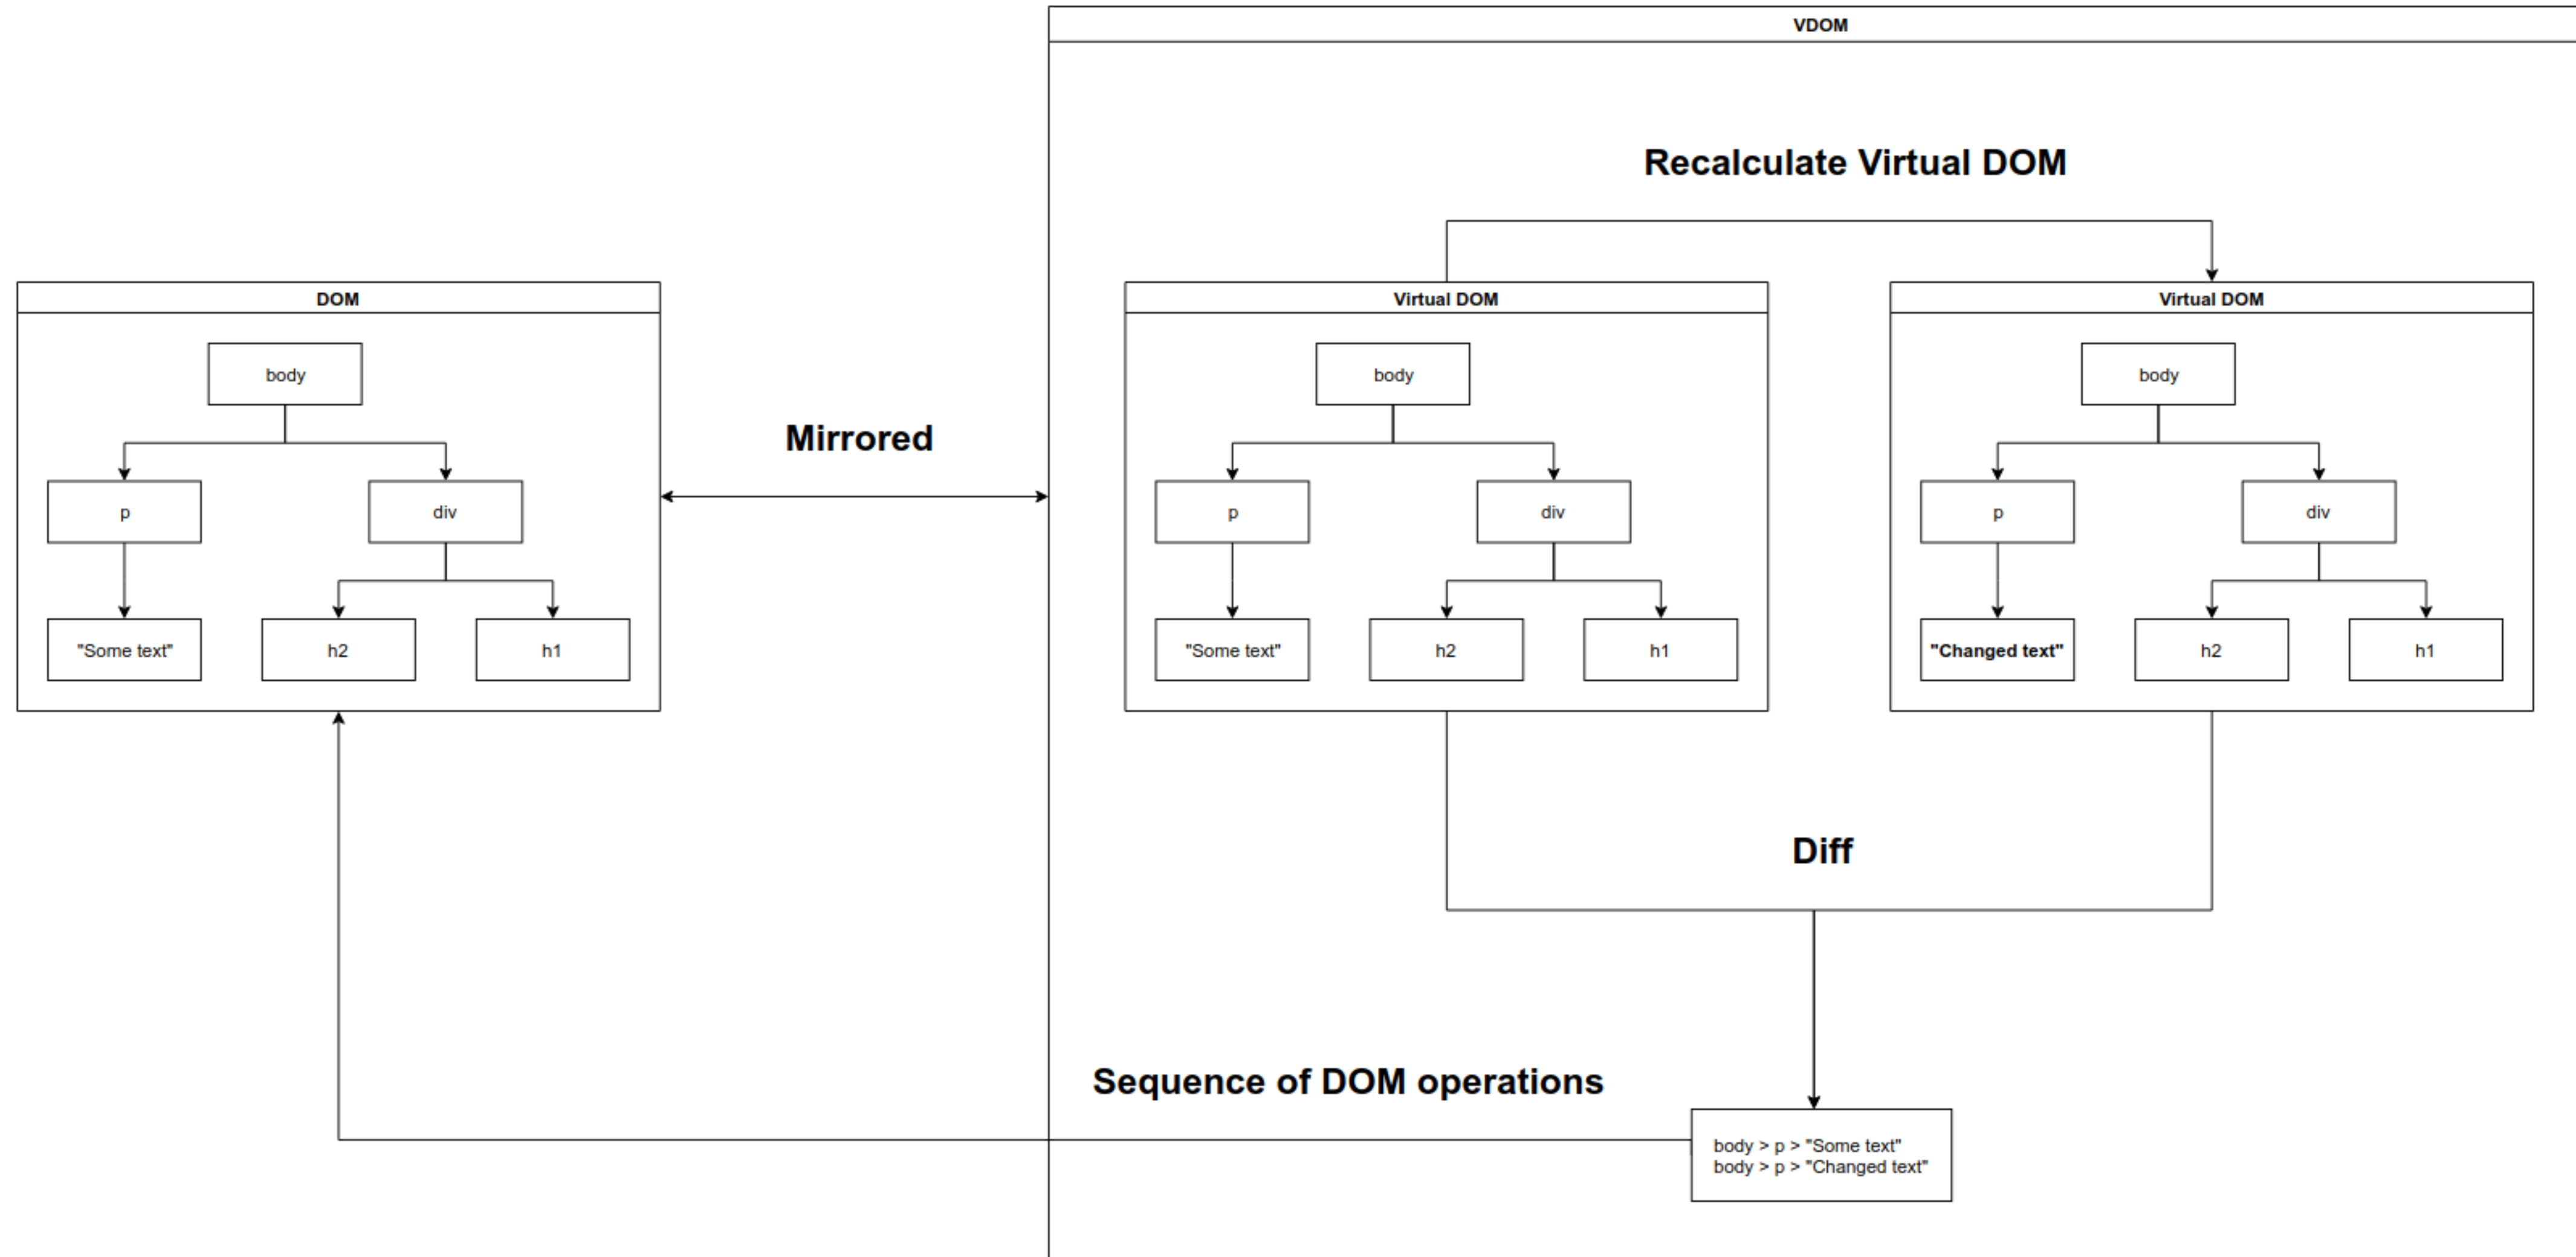 VDOM
Recalculate Virtual DOM
DOM
body
p
div
"Some text"
h2
h1
Mirrored
Virtual DOM
body
p
div
"Some text"
h2
h1
Virtual DOM
body
p
div
"Changed text"
h2
h1
Diff
Sequence of DOM operations
body > p > "Some text"
body > p > "Changed text"